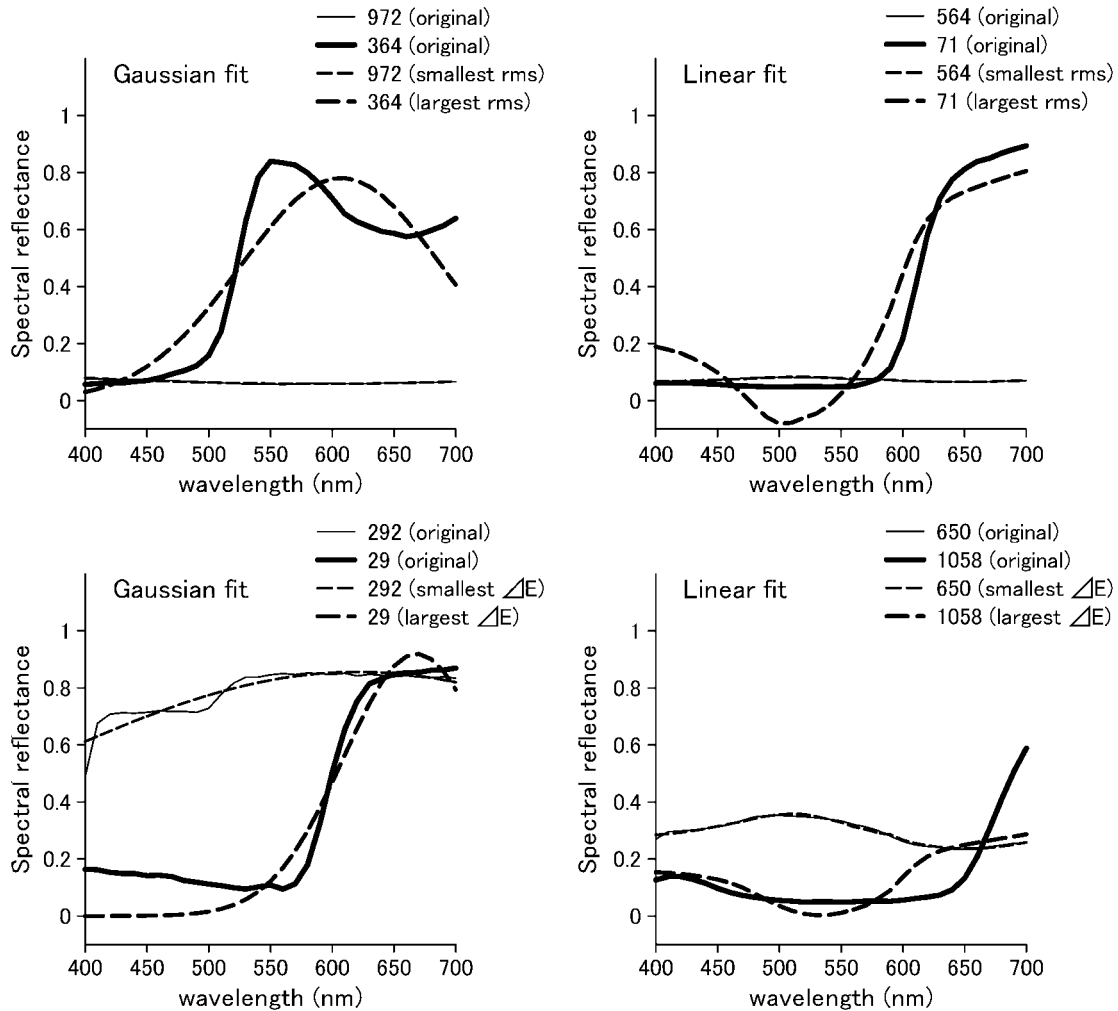 972 (original)
364 (original)
972 (smallest rms)
364 (largest rms)
Gaussian fit
Spectral reflectance
1
0.8
0.6
0.4
0.2
0
400 450 500 550 600 650 700
wavelength (nm)
564 (original)
71 (original)
564 (smallest rms)
71 (largest rms)
Linear fit
Spectral reflectance
1
0.8
0.6
0.4
0.2
0
400 450 500 550 600 650 700
wavelength (nm)
292 (original)
29 (original)
292 (smallest ⊿E)
29 (largest ⊿E)
Gaussian fit
Spectral reflectance
1
0.8
0.6
0.4
0.2
0
400 450 500 550 600 650 700
wavelength (nm)
650 (original)
1058 (original)
650 (smallest ⊿E)
1058 (largest ⊿E)
Linear fit
Spectral reflectance
1
0.8
0.6
0.4
0.2
0
400 450 500 550 600 650 700
wavelength (nm)